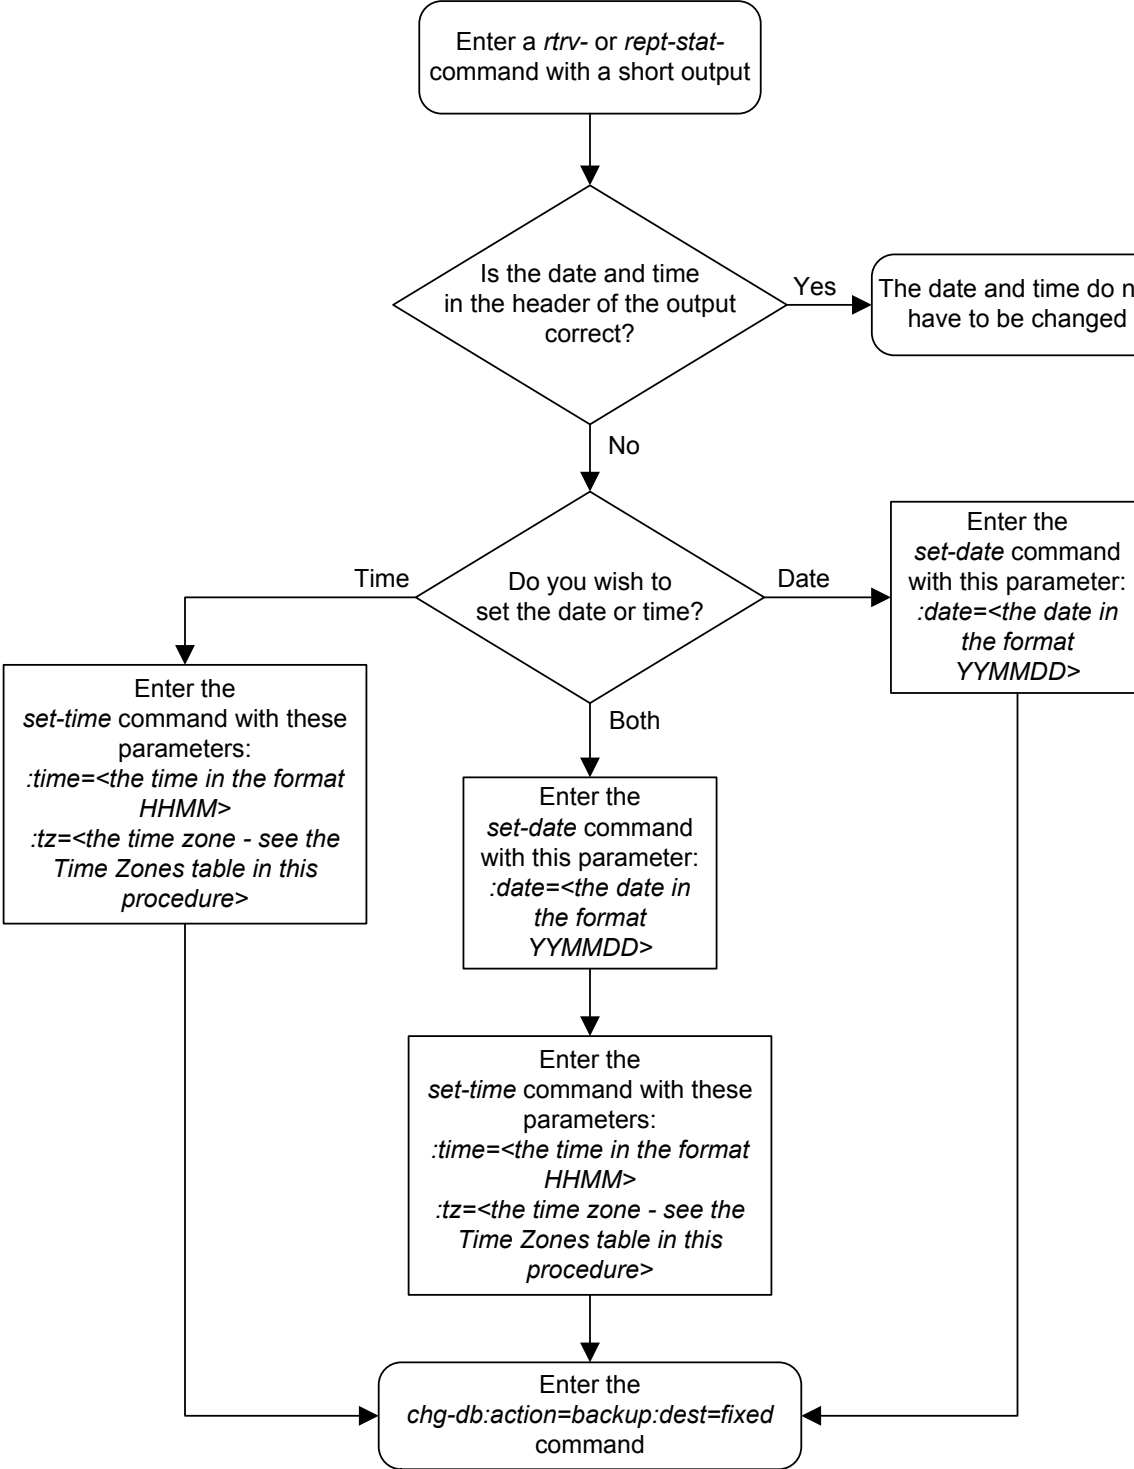 Enter a rtrv- or rept-stat-
command with a short output
Is the date and time
in the header of the output
correct?
Yes
The date and time do n
have to be changed
No
Do you wish to
set the date or time?
Time
Date
Both
Enter the
set-date command
with this parameter:
:date=<the date in
the format
YYMMDD>
Enter the
set-time command with these
parameters:
:time=<the time in the format
HHMM>
:tz=<the time zone - see the
Time Zones table in this
procedure>
Enter the
set-date command
with this parameter:
:date=<the date in
the format
YYMMDD>
Enter the
set-time command with these
parameters:
:time=<the time in the format
HHMM>
:tz=<the time zone - see the
Time Zones table in this
procedure>
Enter the
chg-db:action=backup:dest=fixed
command